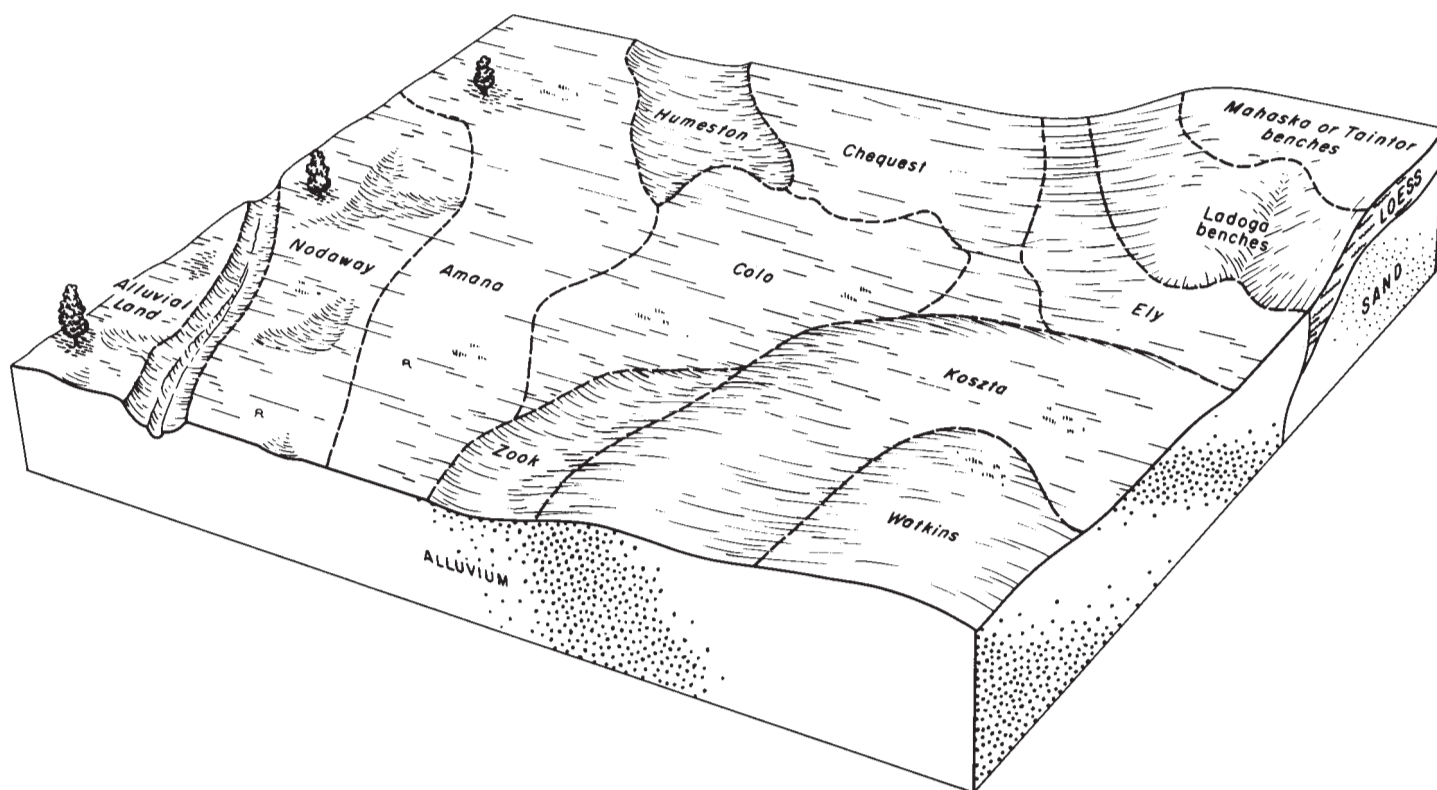 Mahaska or Taintor
benches
Humeston
Chequest
LOESS
Ladoga
benches
Nodaway
Amana
Colo
SAND
Alluvial
Land
Ely
Koszta
Zook
Watkins
ALLUVIUM